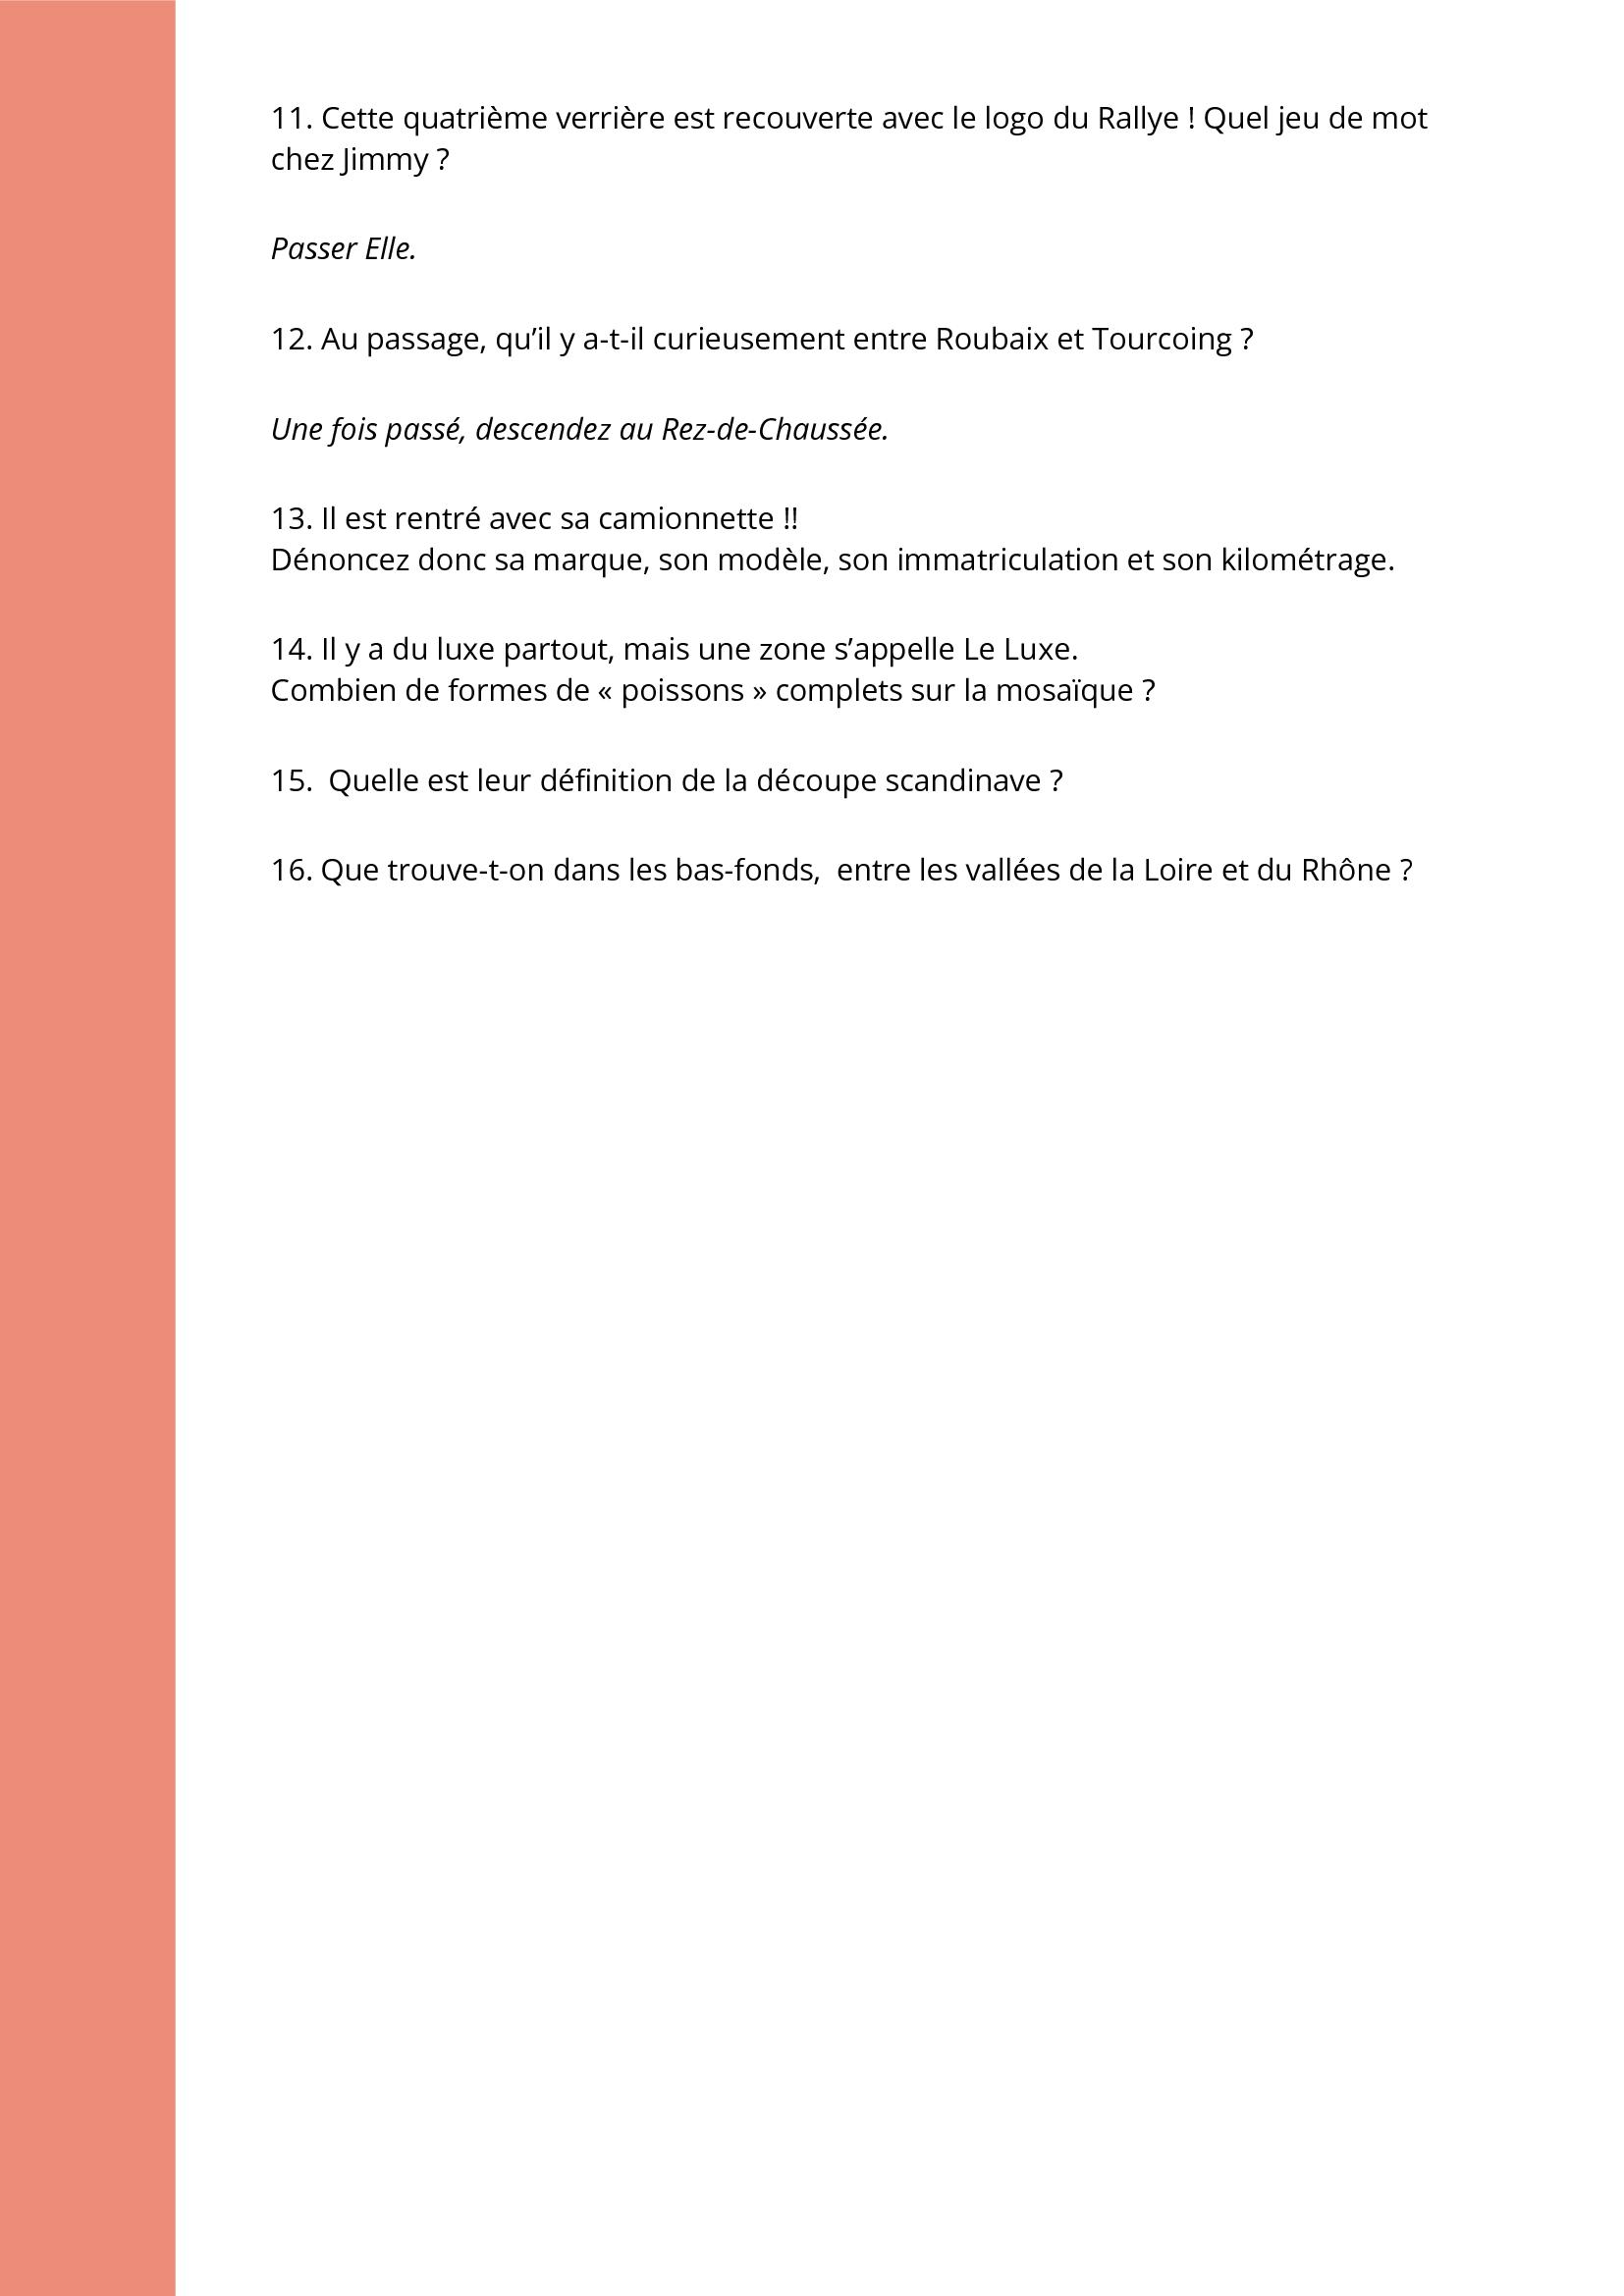 11. Cette quatrième verrière est recouverte avec le logo du Rallye ! Quel jeu de mot
chez Jimmy ?
Passer Elle.
12. Au passage, qu’il y a-t-il curieusement entre Roubaix et Tourcoing ?
Une fois passé, descendez au Rez-de-Chaussée.
13. Il est rentré avec sa camionnette !!
Dénoncez donc sa marque, son modèle, son immatriculation et son kilométrage.
14. Il y a du luxe partout, mais une zone s’appelle Le Luxe.
Combien de formes de « poissons » complets sur la mosaïque ?
15.  Quelle est leur définition de la découpe scandinave ?
16. Que trouve-t-on dans les bas-fonds,  entre les vallées de la Loire et du Rhône ?